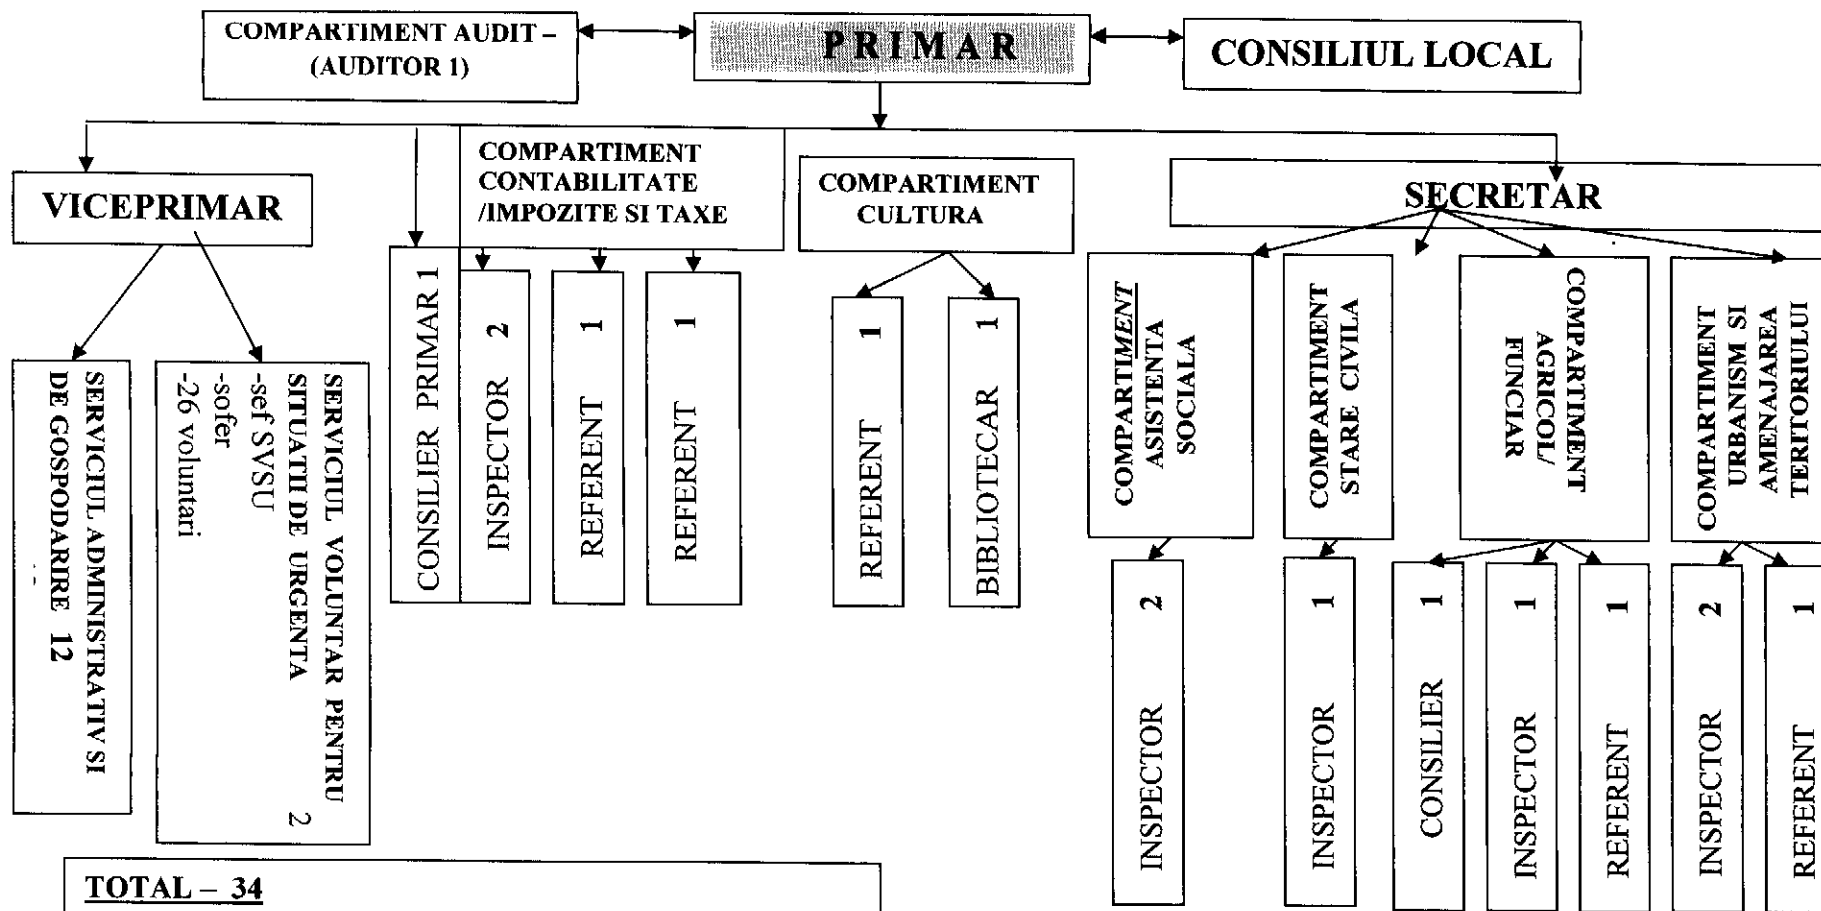 COMPARTIMENT AUDIT –
(AUDITOR 1)
PRIMAR
CONSILIUL LOCAL
VICEPRIMAR
COMPARTIMENT
CONTABILITATE
/IMPOZITE SI TAXE
COMPARTIMENT
CULTURA
SECRETAR
SERVICIUL ADMINISTRATIV SI
DE GOSPODARIRE 12
SERVICIUL VOLUNTAR PENTRU
SITUATII DE URGENTA 2
-sef SVSU
-sofer
-26 voluntari
CONSILIER PRIMAR 1
INSPECTOR 2
REFERENT 1
REFERENT 1
REFERENT 1
BIBLIOTECAR 1
COMPARTIMENT
ASISTENTA
SOCIALA
COMPARTIMENT
STARE CIVILA
COMPARTIMENT
AGRICOL/
FUNCIAR
COMPARTIMENT
URBANISM SI
AMENAJAREA
TERITORIULUI
INSPECTOR 2
INSPECTOR 1
CONSILIER 1
INSPECTOR 1
REFERENT 1
INSPECTOR 2
REFERENT 1
TOTAL – 34